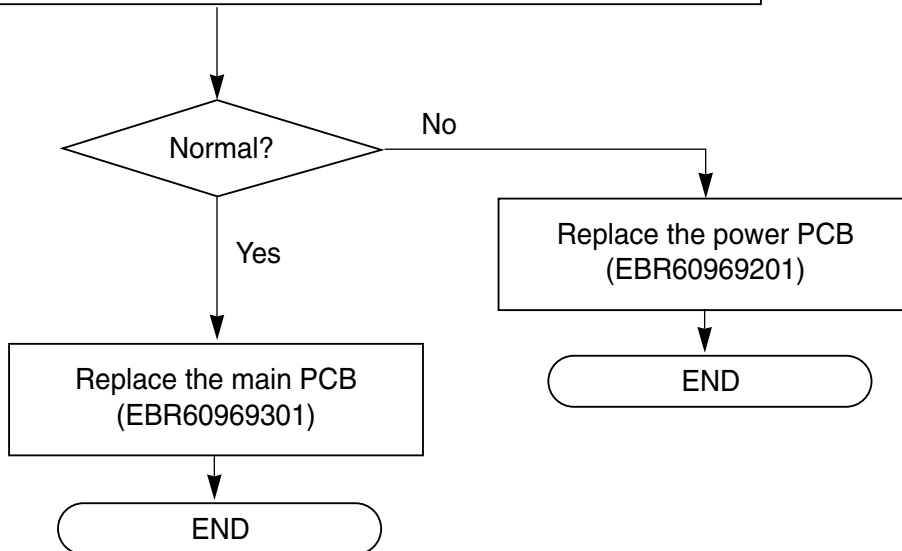 Normal?
No
Yes
Replace the power PCB
(EBR60969201)
END
Replace the main PCB
(EBR60969301)
END